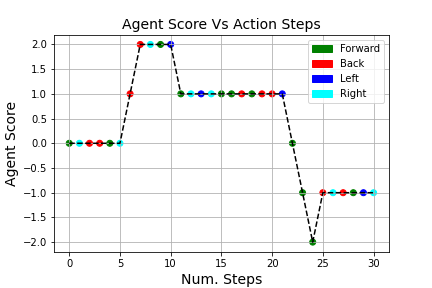 Agent Score Vs Action Steps
Forward
Back
Left
Right
2.0
1.5
1.0
0.5
0.0
−0.5
−1.0
−1.5
−2.0
Agent Score
0 5 10 15 20 25 30
Num. Steps